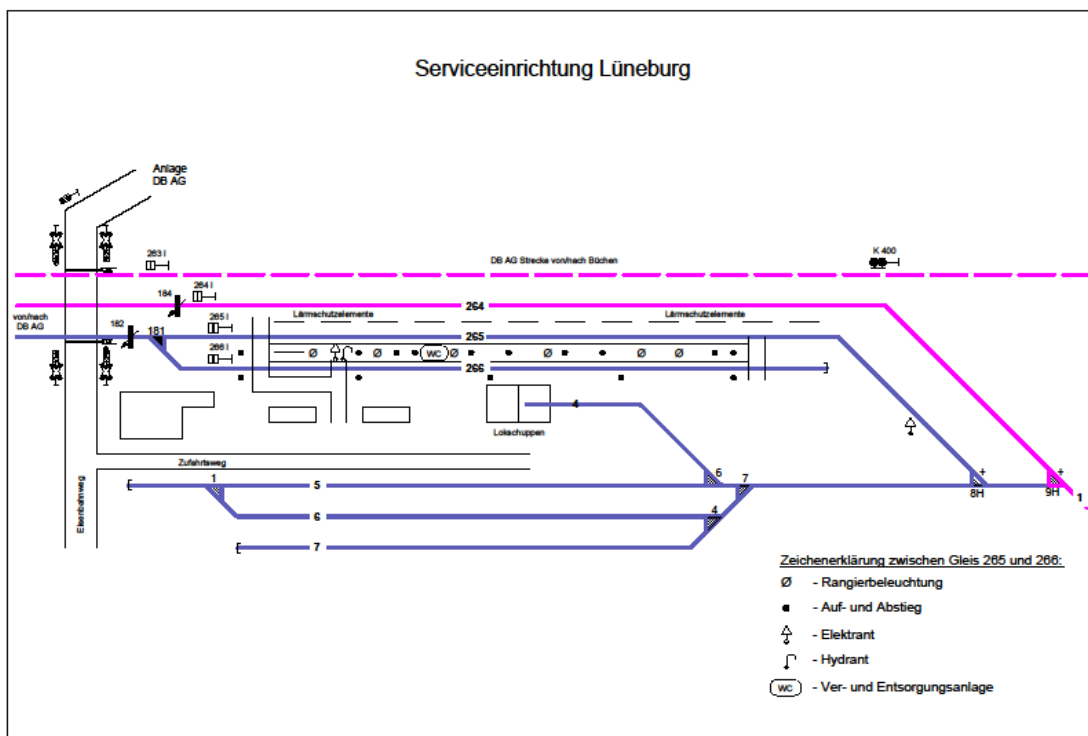 Serviceeinrichtung Lüneburg
Anlage
DB AG
263 I
DB AG Strecke von/nach Büchen
K 400
184
264 I
264
von/nach
DB AG
182
181
265 I
Lärmschutzelemente
Lärmschutzelemente
265
266 I
WC
266
4
Lokschuppen
Zufahrtsweg
Eisenbahnweg
1
5
6
7
+
+
8H
9H
1
6
4
7
Zeichenerklärung zwischen Gleis 265 und 266:
Ø - Rangierbeleuchtung
- Auf- und Abstieg
- Elektrant
- Hydrant
WC - Ver- und Entsorgungsanlage